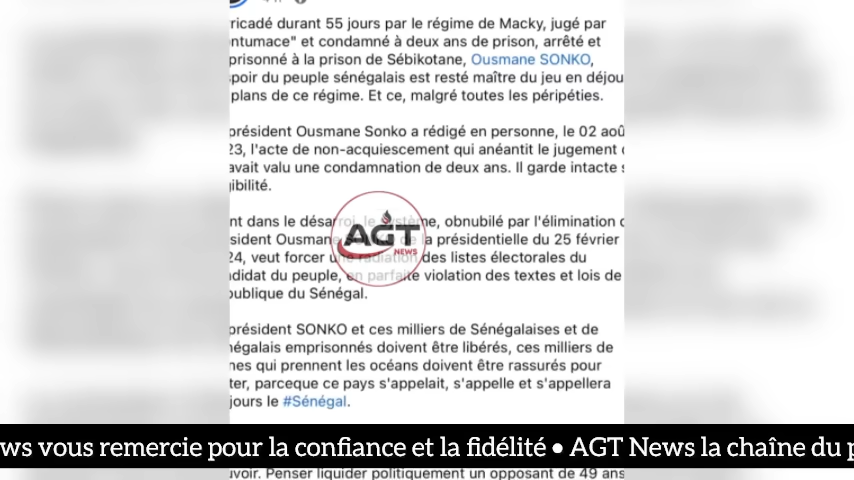 ricadé durant 55 jours par le régime de Macky, jugé par
ntumace" et condamné à deux ans de prison, arrêté et
prisonné à la prison de Sébikotane, Ousmane SONKO,
spoir du peuple sénégalais est resté maître du jeu en déjou
plans de ce régime. Et ce, malgré toutes les péripéties.
président Ousmane Sonko a rédigé en personne, le 02 aoû
23, l'acte de non-acquiescement qui anéantit le jugement
avait valu une condamnation de deux ans. Il garde intacte s
gibilité.
nt dans le désarroi, le système, obnubilé par l'élimination
sident Ousmane de la présidentielle du 25 février
24, veut forcer une radiation des listes électorales du
ndidat du peuple, en parfaite violation des textes et lois de
publique du Sénégal.
AGT
NEWS
président SONKO et ces milliers de Sénégalaises et de
négalais emprisonnés doivent être libérés, ces milliers de
nes qui prennent les océans doivent être rassurés pour
ter, parceque ce pays s'appelait, s'appelle et s'appellera
jours le #Sénégal.
ws vous remercie pour la confiance et la fidélité • AGT News la chaîne du p
uvoir. Penser liquider politiquement un opposant de 49 ans